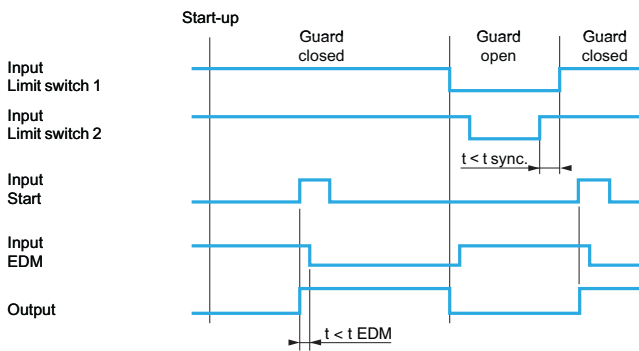 Start-up
Guard
closed
Guard
open
Guard
closed
Input
Limit switch 1
Input
Limit switch 2
t < t sync.
Input
Start
Input
EDM
Output
t < t EDM